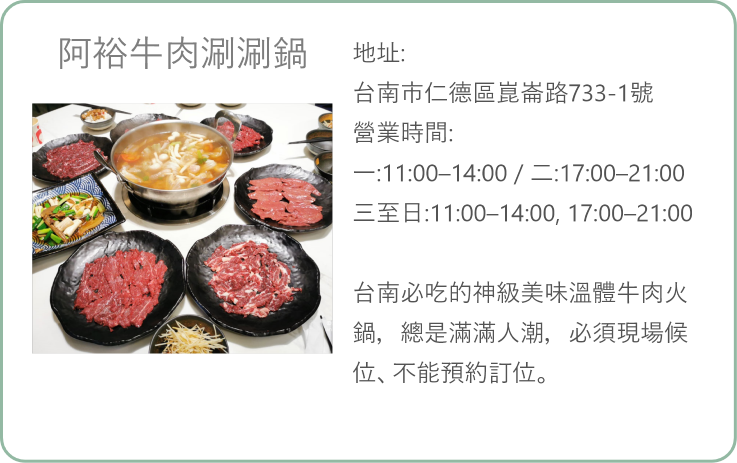 阿裕牛肉涮涮鍋
地址:
台南市仁德區崑崙路733-1號
營業時間:
一:11:00–14:00 / 二:17:00–21:00
三至日:11:00–14:00, 17:00–21:00
台南必吃的神級美味溫體牛肉火
鍋，總是滿滿人潮，必須現場候
位、不能預約訂位。